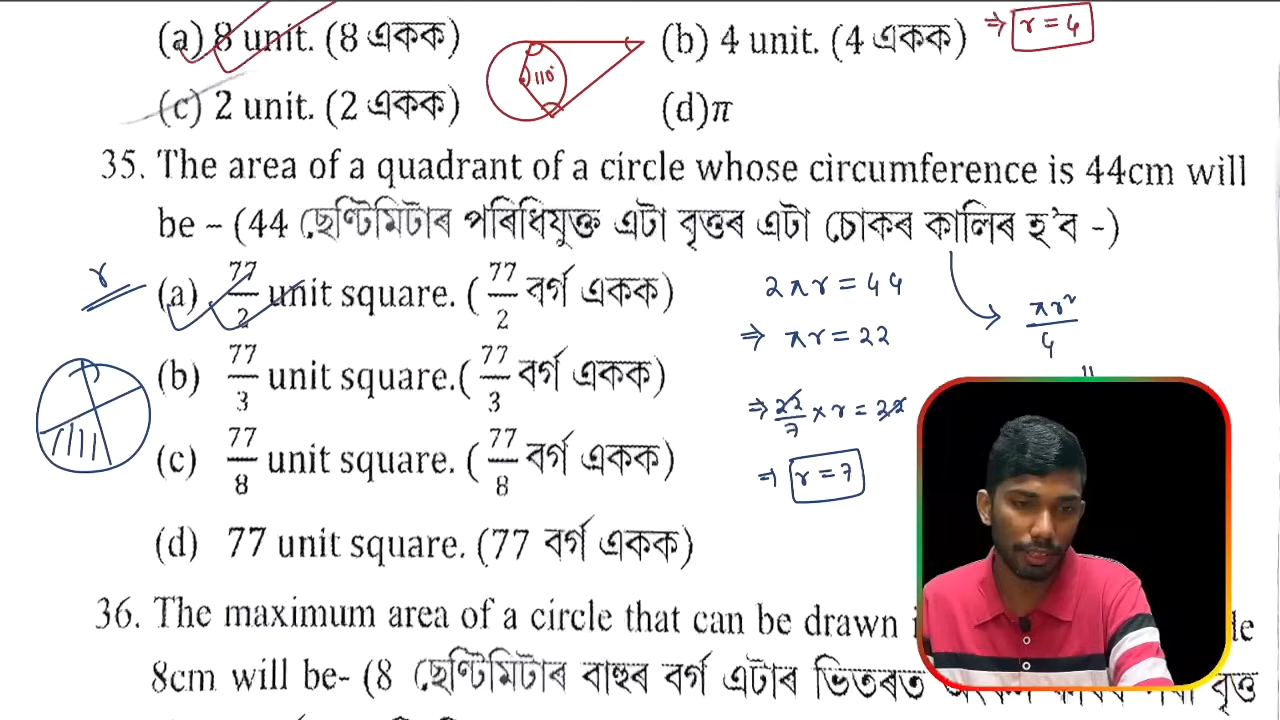 (a) 8 unit. (8 একক)
(b) 4 unit. (4 একক)
⇒ r = 4
110°
(c) 2 unit. (2 একক)
(d) π
35. The area of a quadrant of a circle whose circumference is 44cm will
be – (44 ছেণ্টিমিটাৰ পৰিধিযুক্ত এটা বৃত্তৰ এটা চোকৰ কালিৰ হ'ব -)
r
(a) 77/2 unit square. (77/2 বৰ্গ একক)
(b) 77/3 unit square.(77/3 বৰ্গ একক)
(c) 77/8 unit square. (77/8 বৰ্গ একক)
(d) 77 unit square. (77 বৰ্গ একক)
2πr = 44
⇒ πr = 22
⇒ 22/7 × r = 22
⇒ r = 7
πr²/4
36. The maximum area of a circle that can be drawn
8cm will be- (8 ছেণ্টিমিটাৰ বাহুৰ বৰ্গ এটাৰ ভিতৰত বৃত্ত